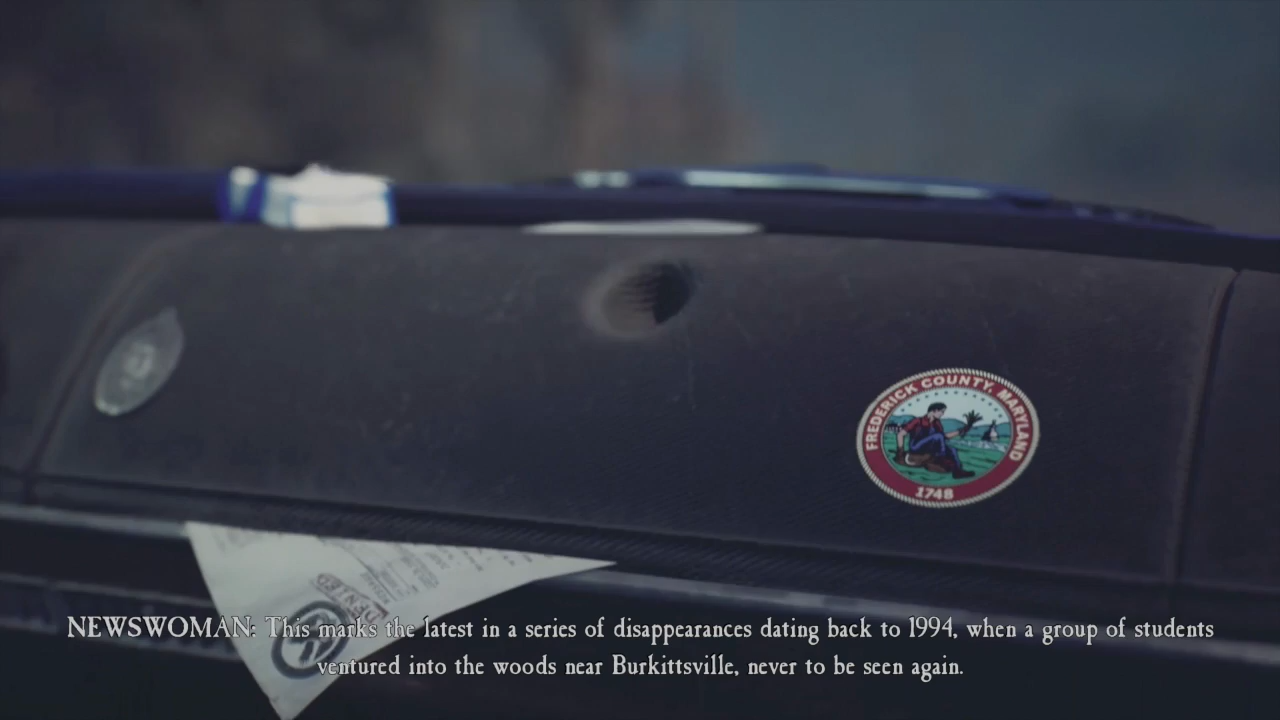 FREDERICK COUNTY, MARYLAND
1748
DENIED
NEWSWOMAN: This marks the latest in a series of disappearances dating back to 1994, when a group of students
ventured into the woods near Burkittsville, never to be seen again.